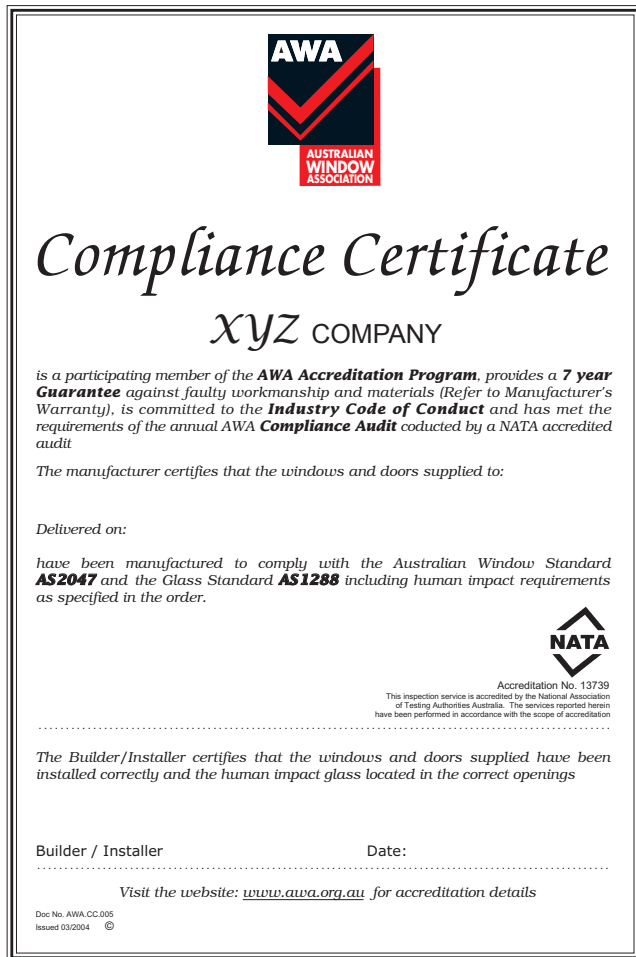 AWA
AUSTRALIAN
WINDOW
ASSOCIATION
Compliance Certificate
XYZ COMPANY
is a participating member of the AWA Accreditation Program, provides a 7 year
Guarantee against faulty workmanship and materials (Refer to Manufacturer's
Warranty), is committed to the Industry Code of Conduct and has met the
requirements of the annual AWA Compliance Audit coducted by a NATA accredited
audit
The manufacturer certifies that the windows and doors supplied to:
Delivered on:
have been manufactured to comply with the Australian Window Standard
AS2047 and the Glass Standard AS1288 including human impact requirements
as specified in the order.
NATA
Accreditation No. 13739
This inspection service is accredited by the National Association
of Testing Authorities Australia. The services reported herein
have been performed in accordance with the scope of accreditation
The Builder/Installer certifies that the windows and doors supplied have been
installed correctly and the human impact glass located in the correct openings
Builder / Installer Date:
Visit the website: www.awa.org.au for accreditation details
Doc No. AWA.CC.005
Issued 03/2004 ©